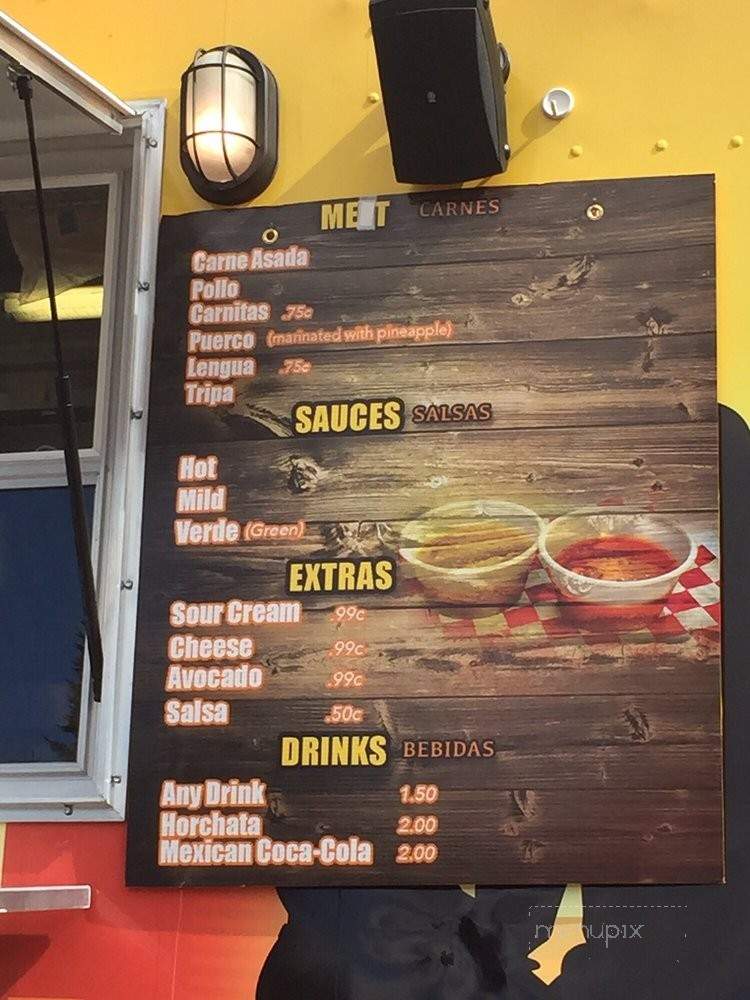 MEAT CARNES
Carne Asada
Pollo
Carnitas .75c
Puerco (marinated with pineapple)
Lengua .75c
Tripa
SAUCES SALSAS
Hot
Mild
Verde (Green)
EXTRAS
Sour Cream .99c
Cheese .99c
Avocado .99c
Salsa .50c
DRINKS BEBIDAS
Any Drink 1.50
Horchata 2.00
Mexican Coca-Cola 2.00
menupix